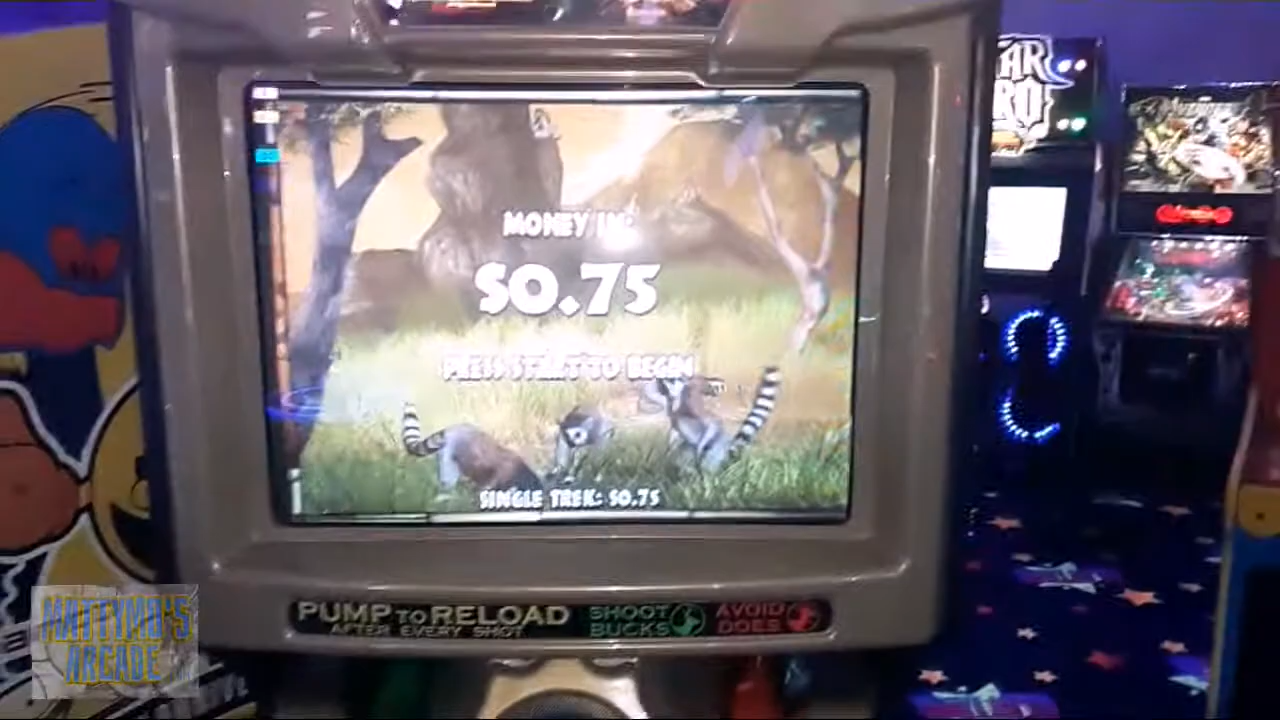 MONEY IN:
$0.75
PRESS START TO BEGIN
SINGLE TREK: $0.75
PUMP TO RELOAD
AFTER EVERY SHOT
SHOOT
BUCKS
AVOID
DOES
MATTYMO'S
ARCADE